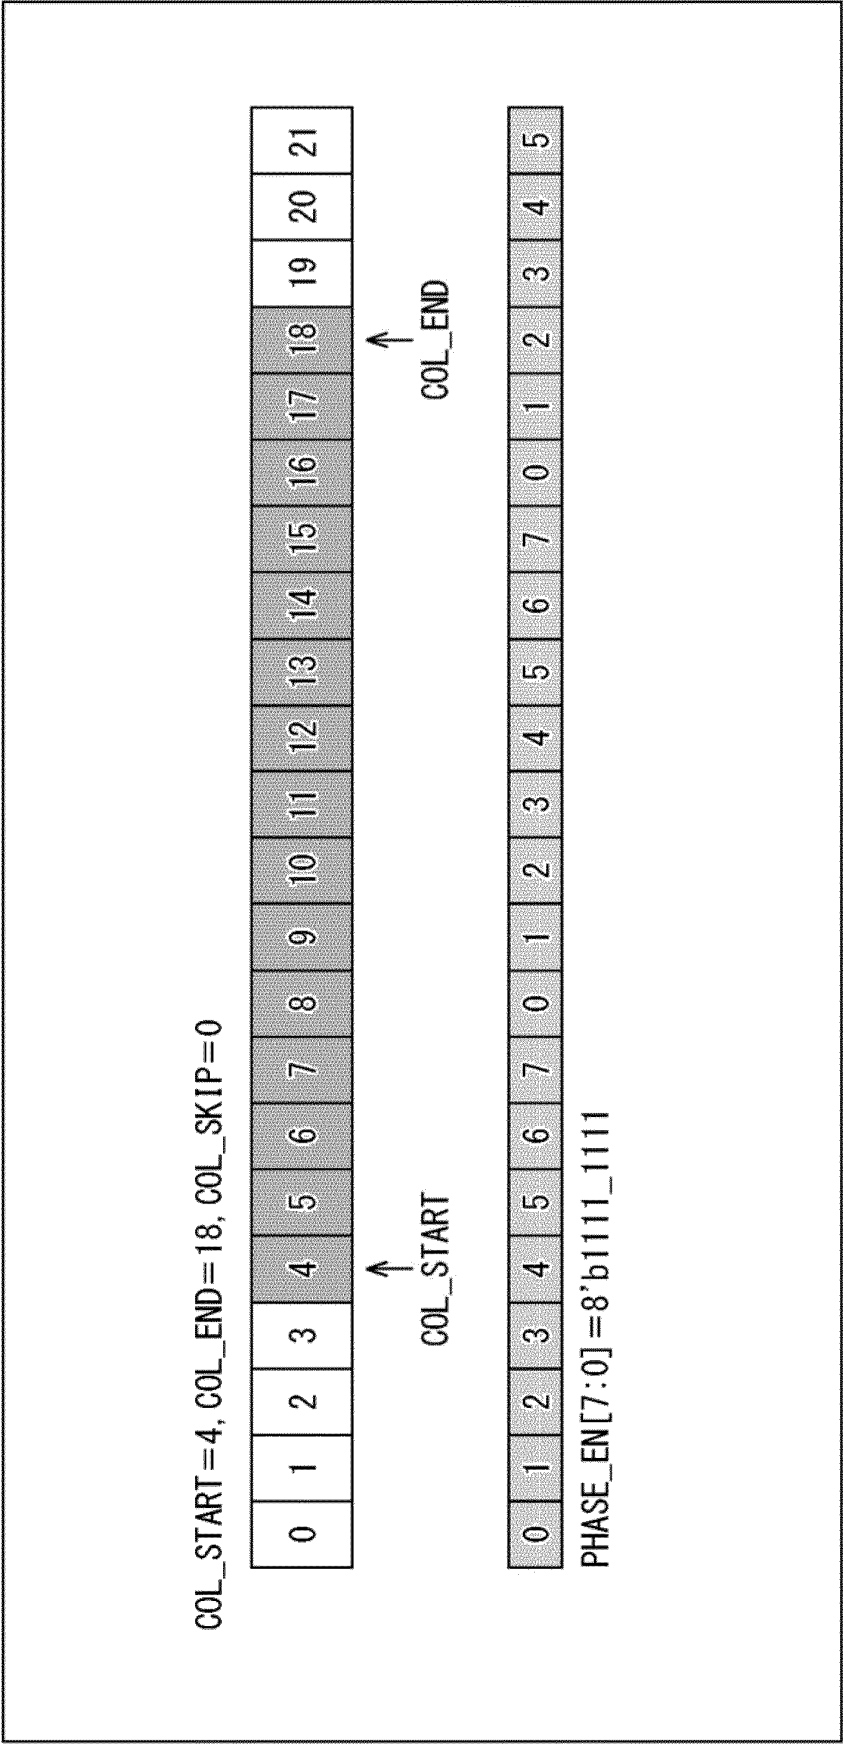 COL_START=4, COL_END=18, COL_SKIP=0
0 1 2 3 4 5 6 7 8 9 10 11 12 13 14 15 16 17 18 19 20 21
COL_START COL_END
0 1 2 3 4 5 6 7 0 1 2 3 4 5 6 7 0 1 2 3 4 5
PHASE_EN[7:0]=8'b1111_1111